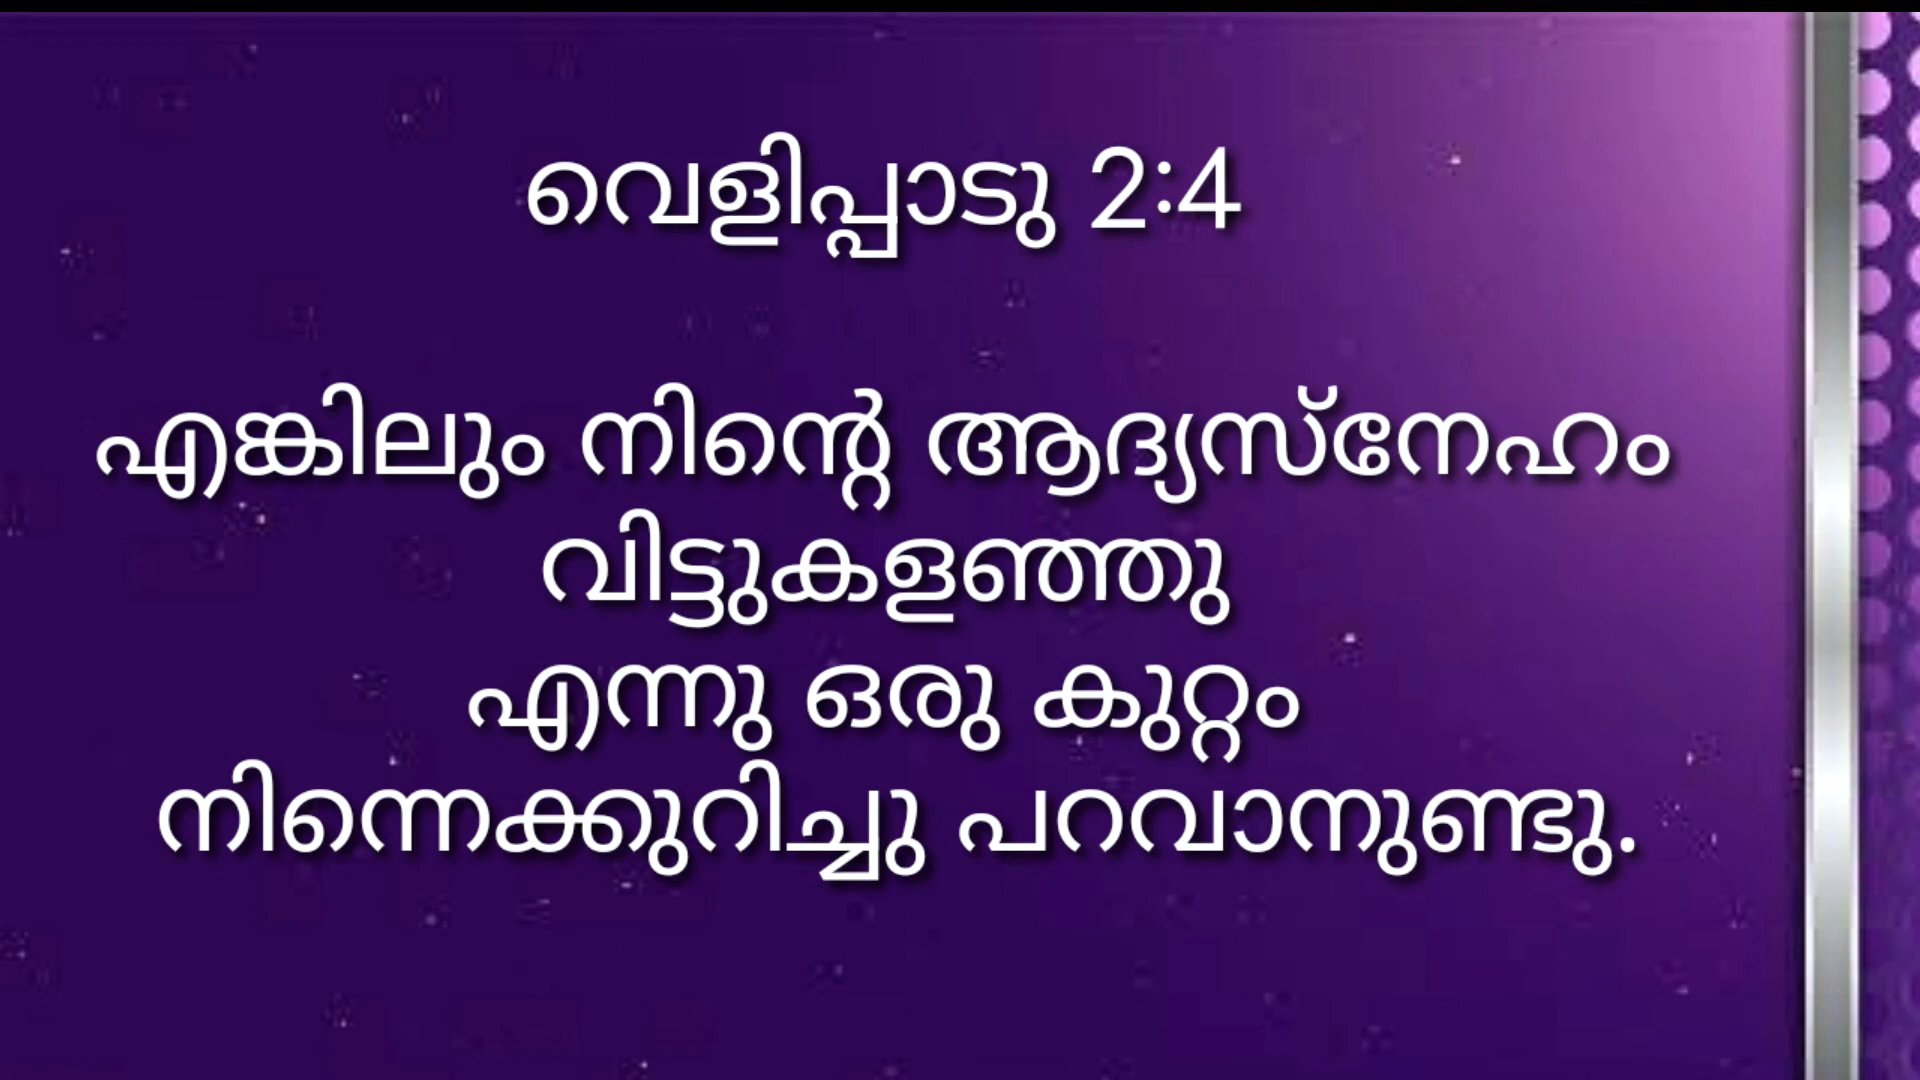 വെളിപ്പാടു 2:4
എങ്കിലും നിന്റെ ആദ്യസ്നേഹം
വിട്ടുകളഞ്ഞു
എന്നു ഒരു കുറ്റം
നിന്നെക്കുറിച്ചു പറവാനുണ്ടു.